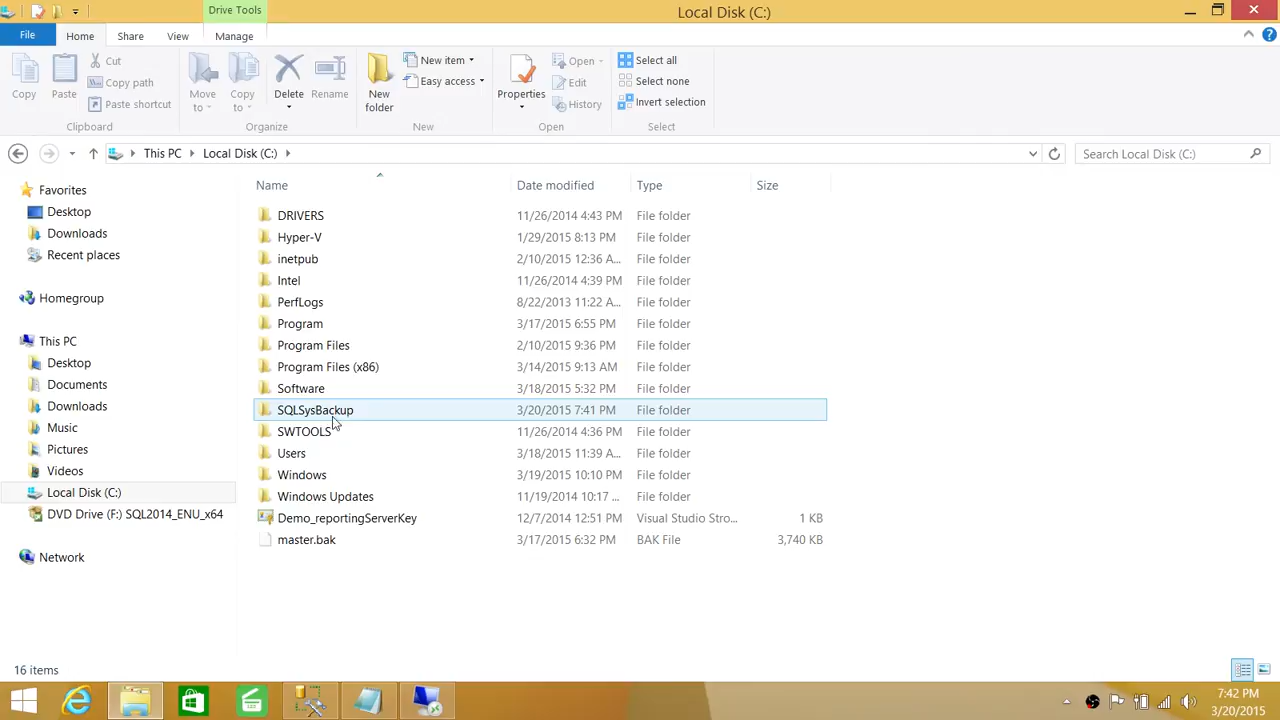 Drive Tools
Local Disk (C:)
File
Home
Share
View
Manage
Copy
Paste
Cut
Copy path
Paste shortcut
Clipboard
Move to
Copy to
Delete
Rename
Organize
New folder
New item
Easy access
New
Properties
Open
Edit
History
Open
Select all
Select none
Invert selection
Select
This PC
Local Disk (C:)
Search Local Disk (C:)
Favorites
Desktop
Downloads
Recent places
Homegroup
This PC
Desktop
Documents
Downloads
Music
Pictures
Videos
Local Disk (C:)
DVD Drive (F:) SQL2014_ENU_x64
Network
Name Date modified Type Size
DRIVERS 11/26/2014 4:43 PM File folder
Hyper-V 1/29/2015 8:13 PM File folder
inetpub 2/10/2015 12:36 A... File folder
Intel 11/26/2014 4:39 PM File folder
PerfLogs 8/22/2013 11:22 A... File folder
Program 3/17/2015 6:55 PM File folder
Program Files 2/10/2015 9:36 PM File folder
Program Files (x86) 3/14/2015 9:13 AM File folder
Software 3/18/2015 5:32 PM File folder
SQLSysBackup 3/20/2015 7:41 PM File folder
SWTOOLS 11/26/2014 4:36 PM File folder
Users 3/18/2015 11:39 A... File folder
Windows 3/19/2015 10:10 PM File folder
Windows Updates 11/19/2014 10:17 ... File folder
Demo_reportingServerKey 12/7/2014 12:51 PM Visual Studio Stro... 1 KB
master.bak 3/17/2015 6:32 PM BAK File 3,740 KB
16 items
7:42 PM
3/20/2015